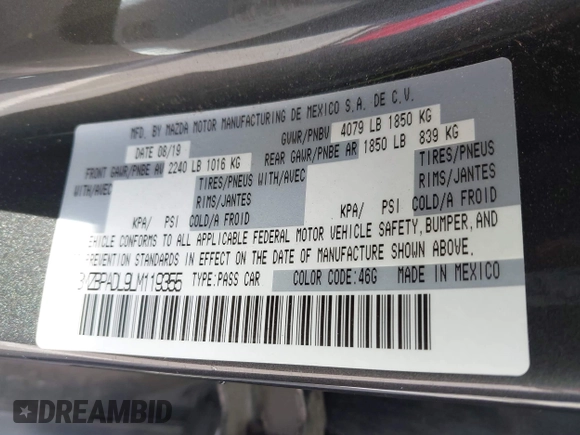 MFD. BY MAZDA MOTOR MANUFACTURING DE MEXICO S.A. DE C.V.
DATE 08/19 GVWR/PNBV 4079 LB 1850 KG
FRONT GAWR/PNBE AV 2240 LB 1016 KG REAR GAWR/PNBE AR 1850 LB 839 KG
WITH/AVEC TIRES/PNEUS WITH/AVEC TIRES/PNEUS
RIMS/JANTES RIMS/JANTES
KPA/ PSI COLD/A FROID KPA/ PSI COLD/A FROID
VEHICLE CONFORMS TO ALL APPLICABLE FEDERAL MOTOR VEHICLE SAFETY, BUMPER, AND
PREVENTION STANDARDS IN EFFECT ON THE DATE OF MANUFACTURE SHOWN ABOVE.
3MZBPADL9LM119355 TYPE:PASS CAR COLOR CODE:46G MADE IN MEXICO
DREAMBID